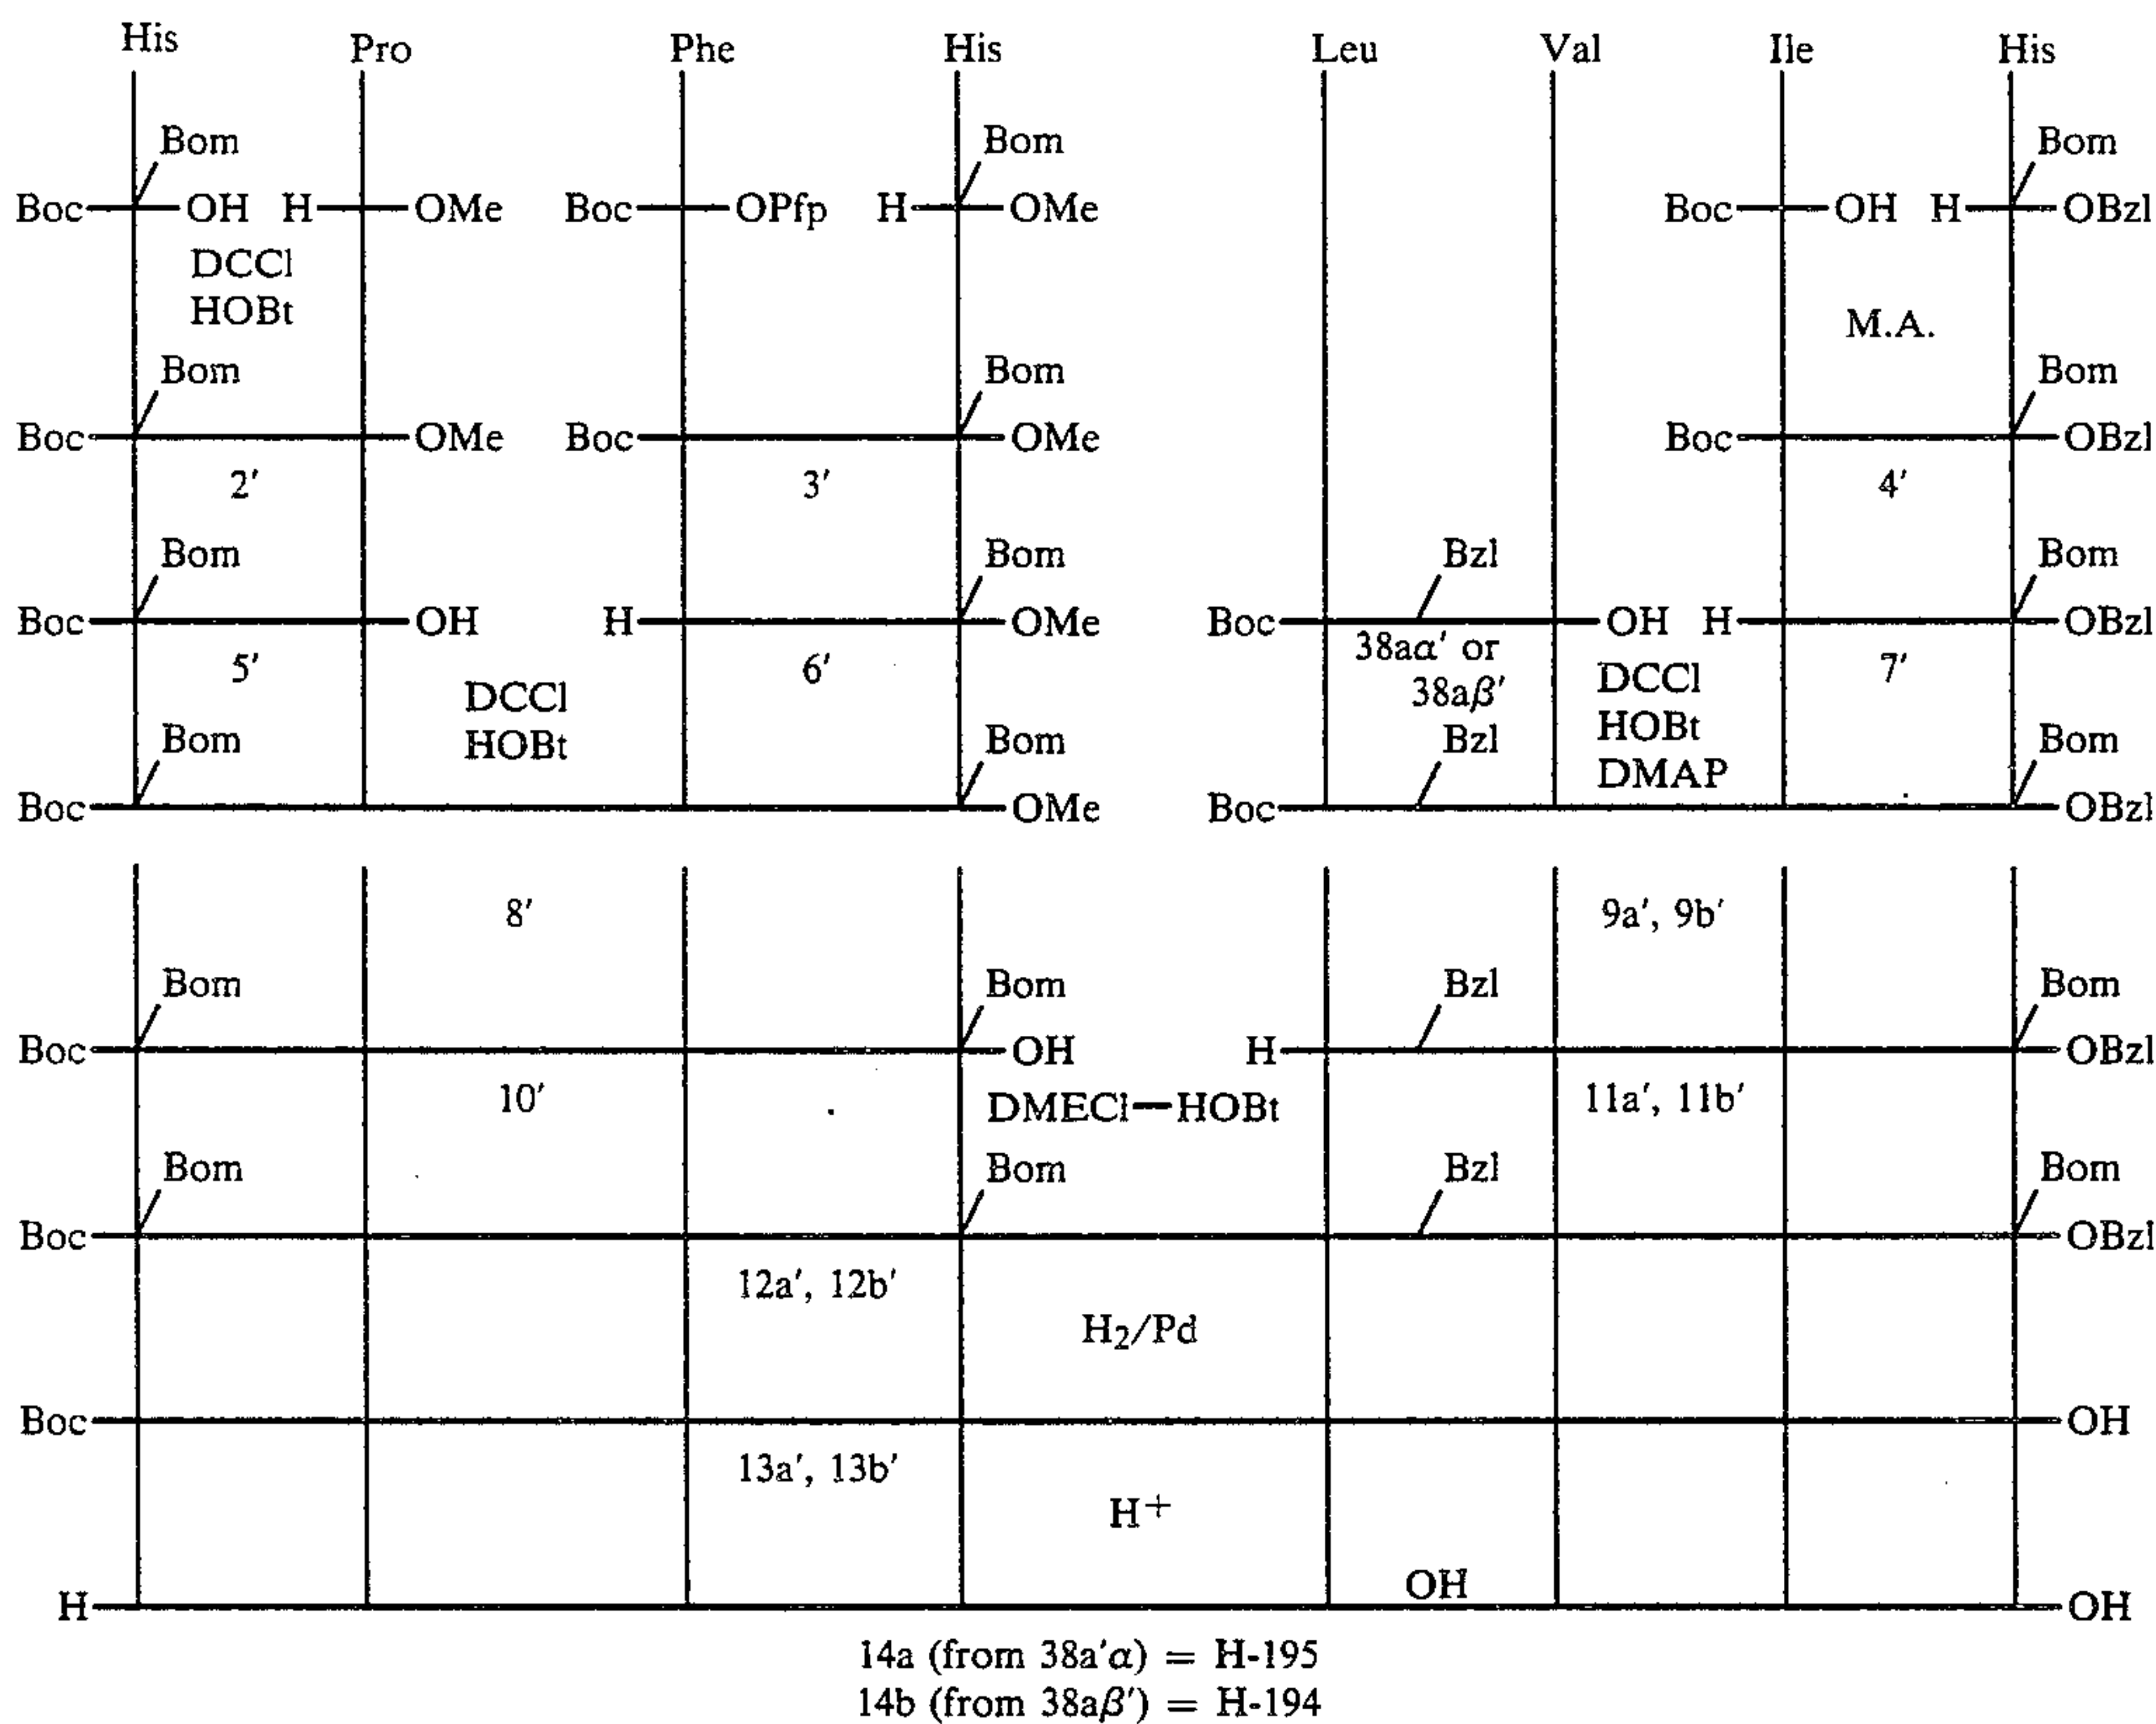 His Pro Phe His Leu Val Ile His
Bom Bom Bom
Boc OH H OMe Boc OPfp H OMe Boc OH H OBzl
DCCl
HOBt M.A.
Bom Bom Bom
Boc OMe Boc OMe Boc OBzl
2' 3' 4'
Bom Bom Bzl Bom
Boc OH H OMe Boc OH H OBzl
5' 6' 38aα' or 7'
38aβ'
DCCl DCCl
HOBt HOBt
DMAP
Bom Bom Bzl Bom
Boc OMe Boc OBzl
8' 9a', 9b'
Bom Bom Bzl Bom
Boc OH H OBzl
10' DMECl—HOBt 11a', 11b'
Bom Bom Bzl Bom
Boc OBzl
12a', 12b'
H₂/Pd
Boc OH
13a', 13b'
H+
OH
H OH
14a (from 38a'α) = H-195
14b (from 38aβ') = H-194